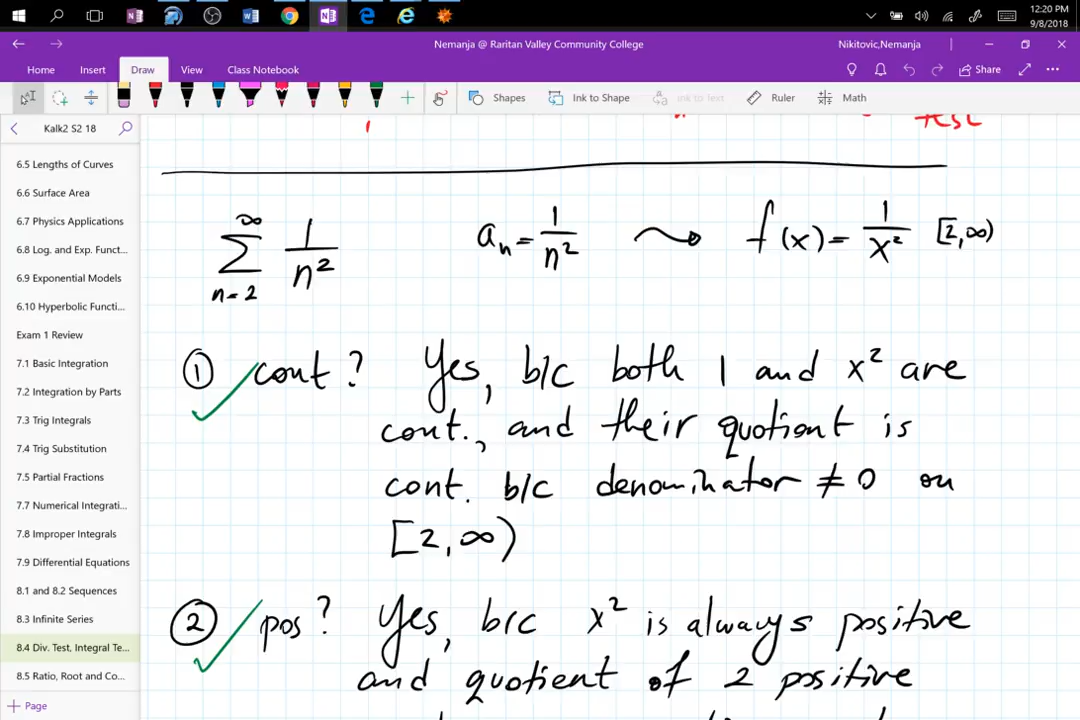 12:20 PM
9/8/2018
Nemanja @ Raritan Valley Community College
Nikitovic,Nemanja
Home Insert Draw View Class Notebook Share
Shapes Ink to Shape Ink to Text Ruler Math
Kalk2 S2 18
6.5 Lengths of Curves
6.6 Surface Area
6.7 Physics Applications
6.8 Log. and Exp. Funct...
6.9 Exponential Models
6.10 Hyperbolic Functi...
Exam 1 Review
7.1 Basic Integration
7.2 Integration by Parts
7.3 Trig Integrals
7.4 Trig Substitution
7.5 Partial Fractions
7.7 Numerical Integrati...
7.8 Improper Integrals
7.9 Differential Equations
8.1 and 8.2 Sequences
8.3 Infinite Series
8.4 Div. Test, Integral Te...
8.5 Ratio, Root and Co...
+ Page
test
∑_{n=2}^{∞} 1/n² a_n = 1/n² ⇝ f(x) = 1/x² [2,∞)
① cont? Yes, b/c both 1 and x² are
cont., and their quotient is
cont. b/c denominator ≠ 0 on
[2,∞)
② pos? Yes, b/c x² is always positive
and quotient of 2 positive